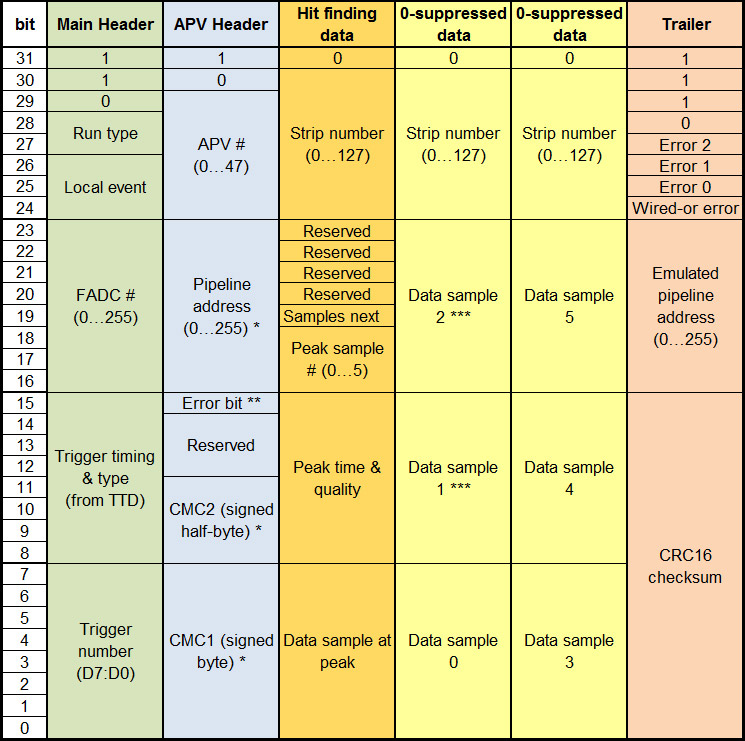 bit
Main Header
APV Header
Hit finding
data
0-suppressed
data
0-suppressed
data
Trailer
31
1
1
0
0
0
1
30
1
0
Strip number
(0…127)
Strip number
(0…127)
Strip number
(0…127)
1
29
0
APV #
(0…47)
1
28
Run type
0
27
Error 2
26
Local event
Error 1
25
Error 0
24
Wired-or error
23
FADC #
(0…255)
Pipeline
address
(0…255) *
Reserved
Data sample
2 ***
Data sample
5
Emulated
pipeline
address
(0…255)
22
Reserved
21
Reserved
20
Reserved
19
Samples next
18
Peak sample
# (0…5)
17
16
15
Trigger timing
& type
(from TTD)
Error bit **
Peak time &
quality
Data sample
1 ***
Data sample
4
CRC16
checksum
14
Reserved
13
12
11
CMC2 (signed
half-byte) *
10
9
8
7
Trigger
number
(D7:D0)
CMC1 (signed
byte) *
Data sample at
peak
Data sample
0
Data sample
3
6
5
4
3
2
1
0